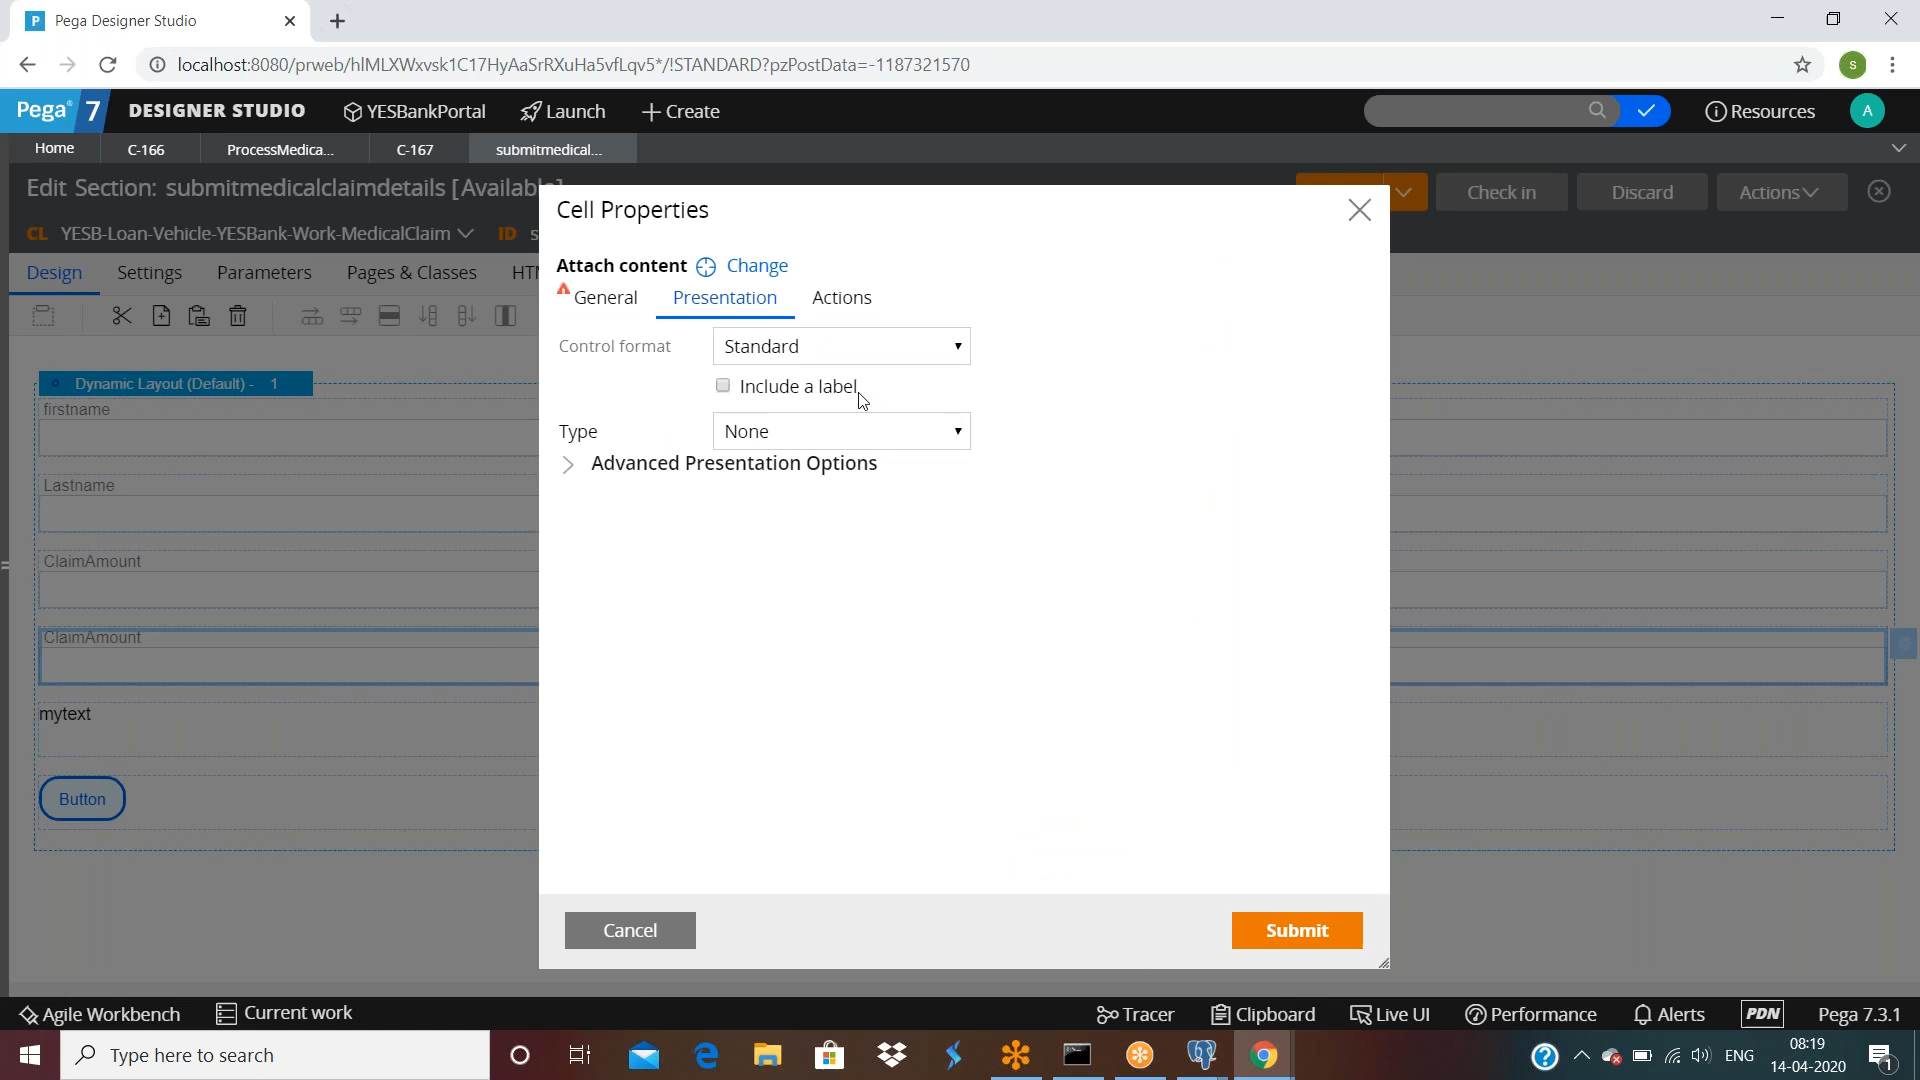 P Pega Designer Studio
localhost:8080/prweb/hIMLXWxvsk1C17HyAaSrRXuHa5vfLqv5*/!STANDARD?pzPostData=-1187321570
s
Pega 7 DESIGNER STUDIO YESBankPortal Launch Create Resources A
Home C-166 ProcessMedica... C-167 submitmedical...
Edit Section: submitmedicalclaimdetails [Available]
Check in Discard Actions
CL YESB-Loan-Vehicle-YESBank-Work-MedicalClaim ID s
Design Settings Parameters Pages & Classes
Cell Properties
Attach content Change
General Presentation Actions
Control format Standard
Include a label
Type None
Advanced Presentation Options
Cancel Submit
Dynamic Layout (Default) - 1
firstname
Lastname
ClaimAmount
ClaimAmount
mytext
Button
Agile Workbench Current work Tracer Clipboard Live UI Performance Alerts PDN Pega 7.3.1
Type here to search
ENG
08:19
14-04-2020
1